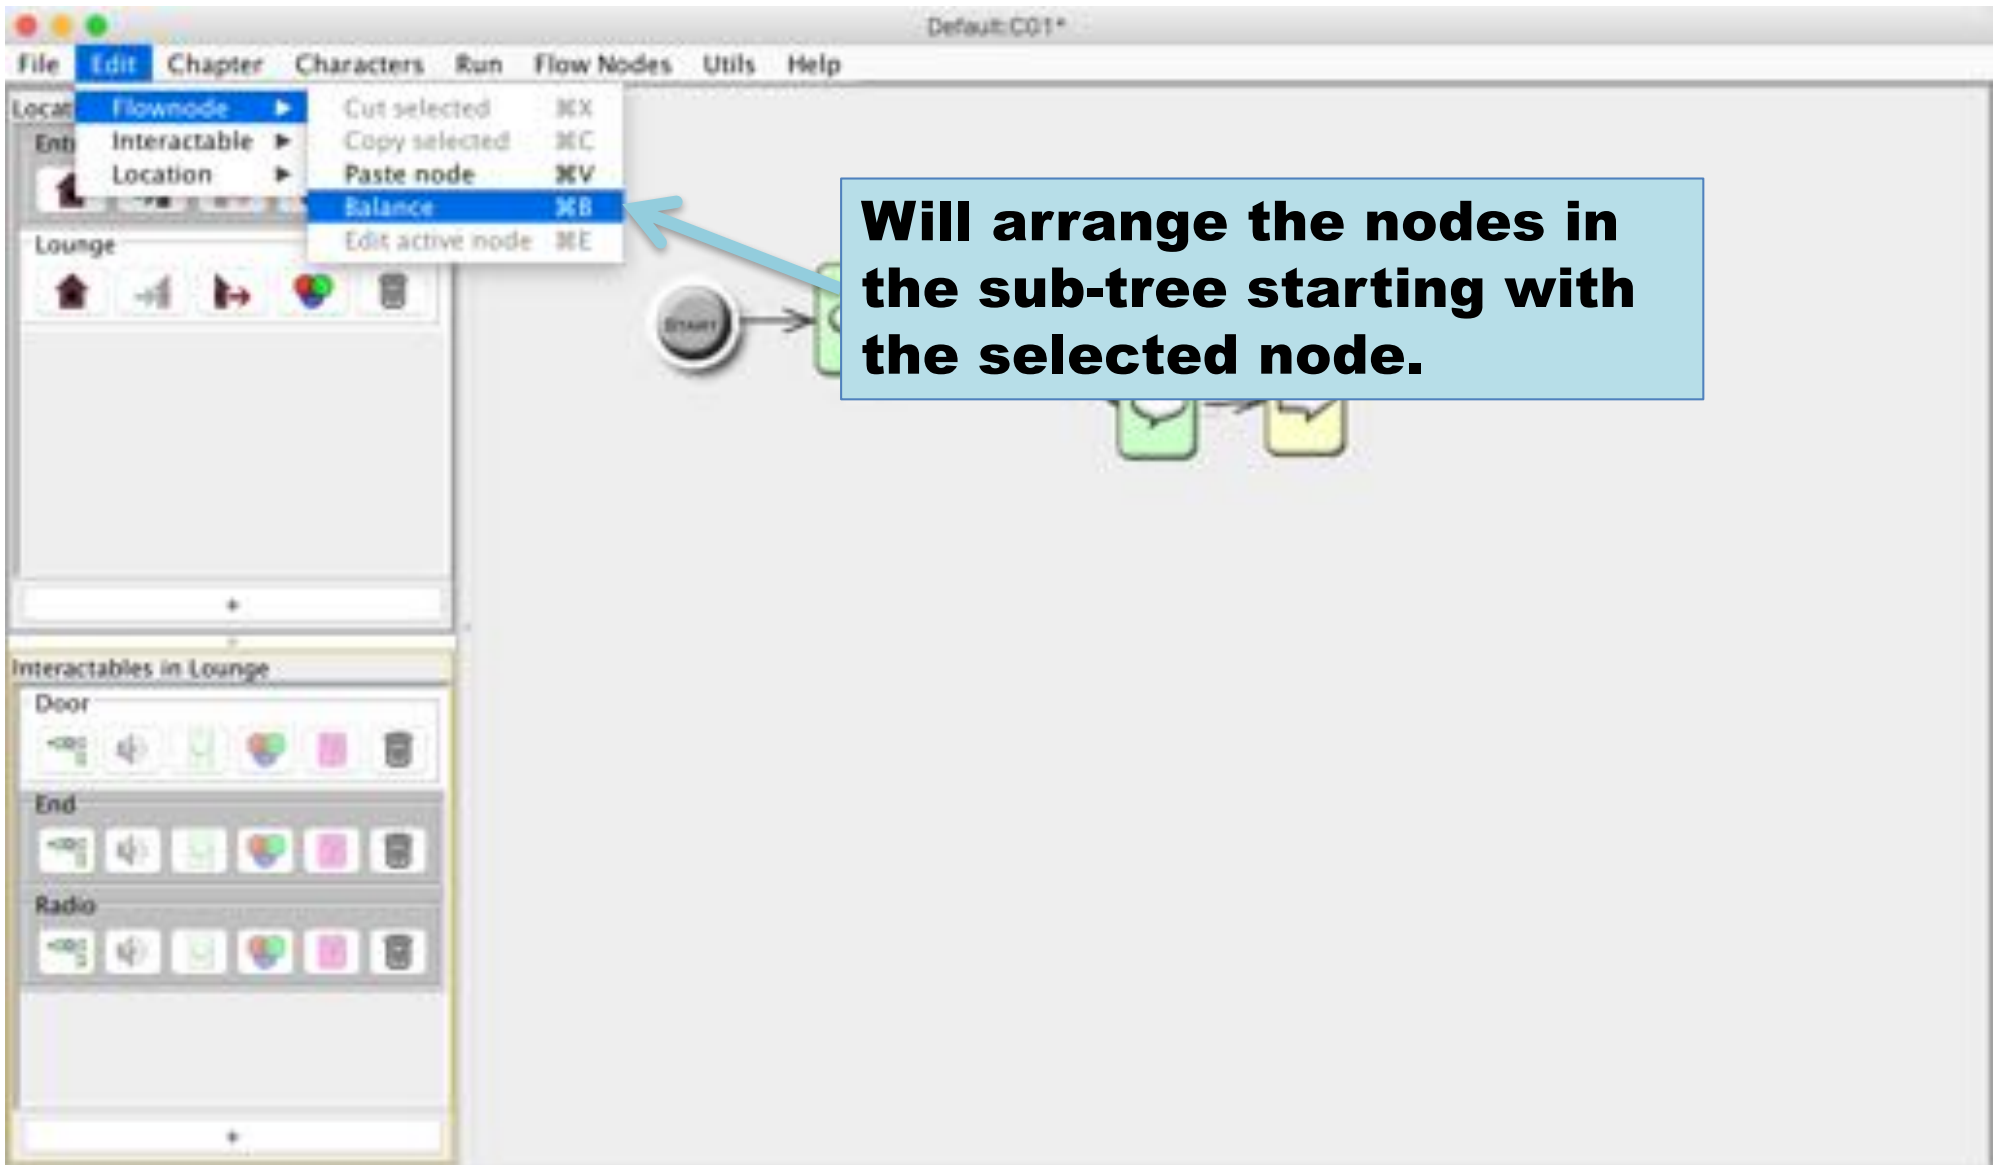 Default:C01*
File Edit Chapter Characters Run Flow Nodes Utils Help
Locat
Flownode
Cut selected ⌘X
Ent
Interactable
Copy selected ⌘C
Location
Paste node ⌘V
Balance ⌘B
Lounge
Edit active node ⌘E
Will arrange the nodes in
the sub-tree starting with
the selected node.
START
+
Interactables in Lounge
Door
End
Radio
+